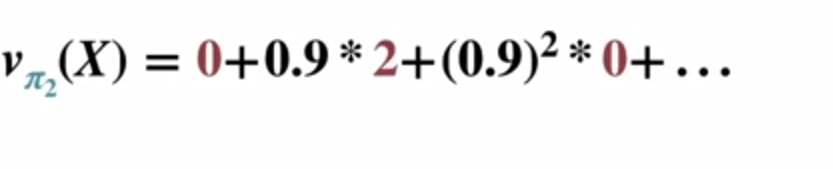 v_{π_2}(X) = 0+0.9 * 2+(0.9)^2 * 0+ ...